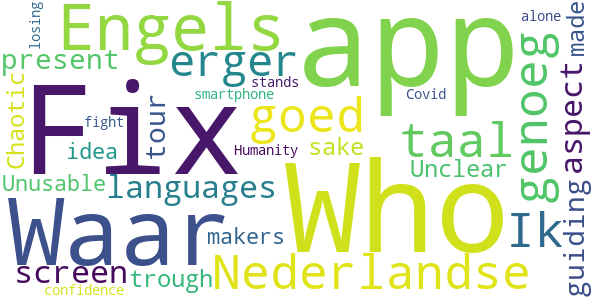 losing
Engels
app
alone
made
present
erger
Fix
smartphone
stands
Covid
genoeg
aspect
Chaotic
fight
tour
goed
taal
idea
Humanity
sake
Unclear
Unusable
languages
Who
guiding
Waar
makers
Ik
screen
trough
Nederlandse
confidence